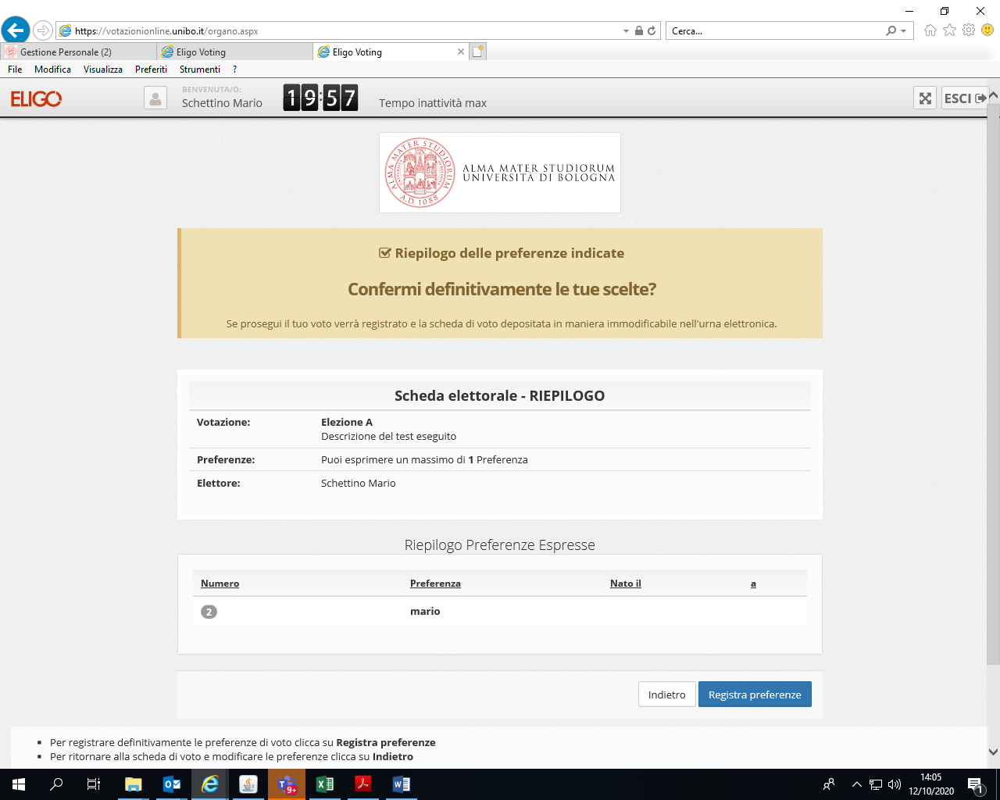 https://votazionionline.unibo.it/organo.aspx
Cerca...
Gestione Personale (2)
Eligo Voting
Eligo Voting
File Modifica Visualizza Preferiti Strumenti ?
ELIGO
BENVENUTA/O:
Schettino Mario
19:57
Tempo inattività max
ESCI
ALMA MATER STUDIORUM
A.D. 1088
ALMA MATER STUDIORUM
UNIVERSITÀ DI BOLOGNA
Riepilogo delle preferenze indicate
Confermi definitivamente le tue scelte?
Se prosegui il tuo voto verrà registrato e la scheda di voto depositata in maniera immodificabile nell'urna elettronica.
Scheda elettorale - RIEPILOGO
Votazione: Elezione A
Descrizione del test eseguito
Preferenze: Puoi esprimere un massimo di 1 Preferenza
Elettore: Schettino Mario
Riepilogo Preferenze Espresse
Numero Preferenza Nato il a
2 mario
Indietro Registra preferenze
Per registrare definitivamente le preferenze di voto clicca su Registra preferenze
Per ritornare alla scheda di voto e modificare le preferenze clicca su Indietro
9+
14:05
12/10/2020
1